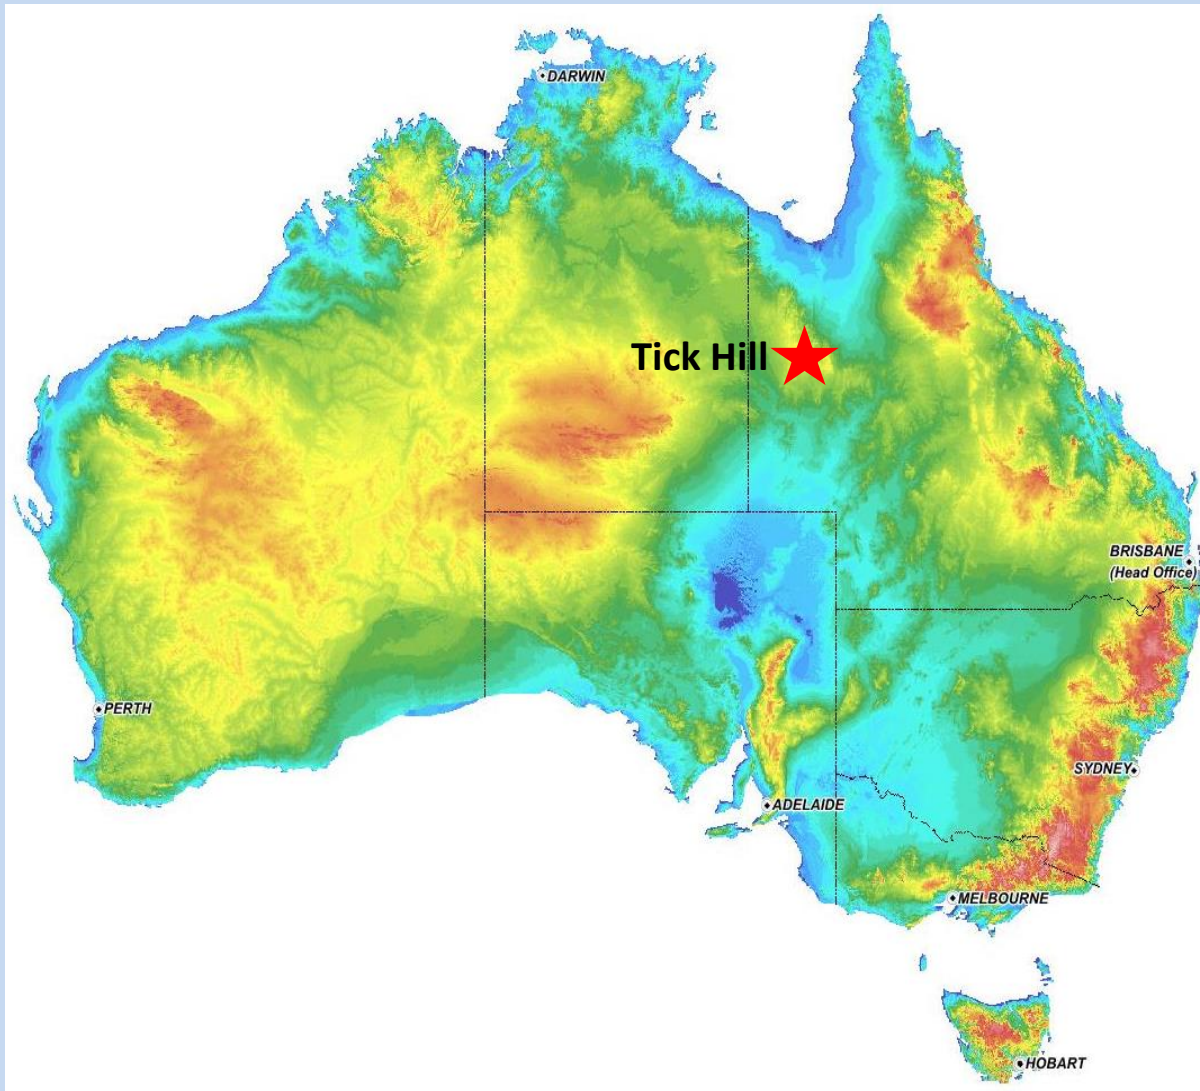 DARWIN
Tick Hill
BRISBANE
(Head Office)
PERTH
SYDNEY
ADELAIDE
MELBOURNE
HOBART